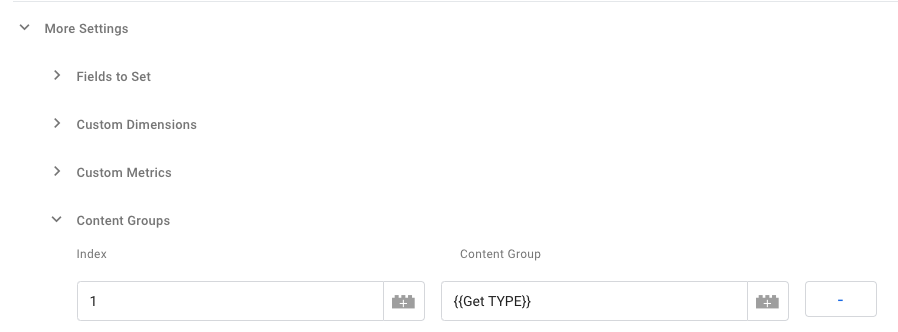 More Settings
Fields to Set
Custom Dimensions
Custom Metrics
Content Groups
Index Content Group
1 {{Get TYPE}} -